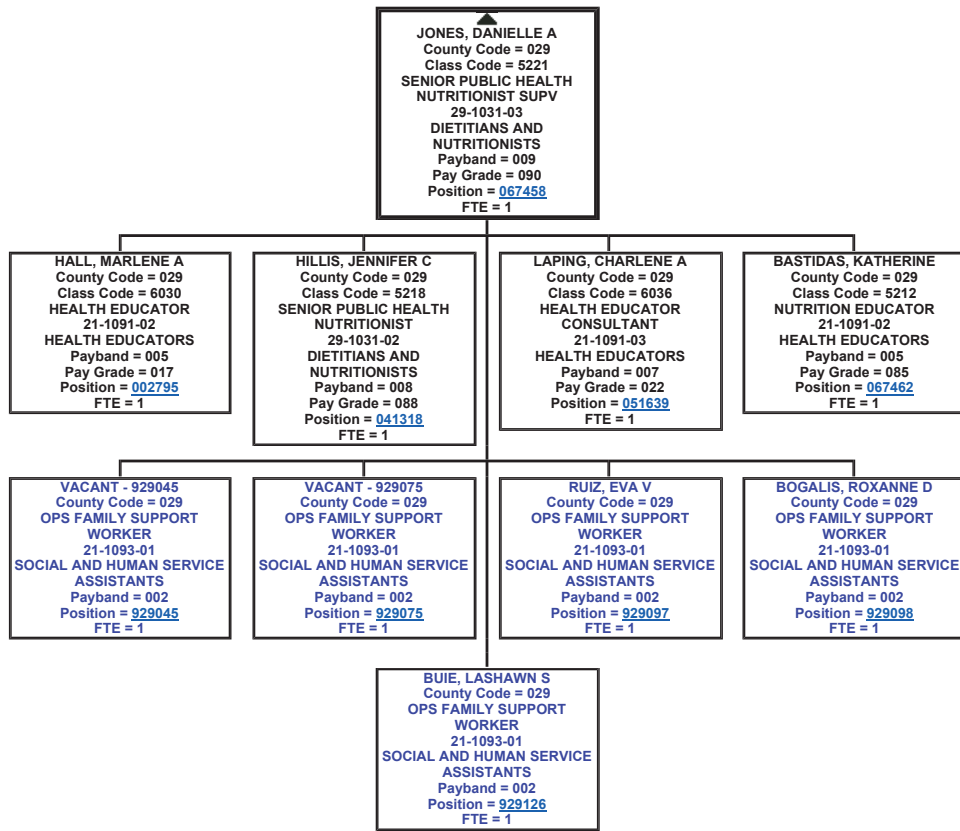 JONES, DANIELLE A
County Code = 029
Class Code = 5221
SENIOR PUBLIC HEALTH
NUTRITIONIST SUPV
29-1031-03
DIETITIANS AND
NUTRITIONISTS
Payband = 009
Pay Grade = 090
Position = 067458
FTE = 1
HALL, MARLENE A
County Code = 029
Class Code = 6030
HEALTH EDUCATOR
21-1091-02
HEALTH EDUCATORS
Payband = 005
Pay Grade = 017
Position = 002795
FTE = 1
HILLIS, JENNIFER C
County Code = 029
Class Code = 5218
SENIOR PUBLIC HEALTH
NUTRITIONIST
29-1031-02
DIETITIANS AND
NUTRITIONISTS
Payband = 008
Pay Grade = 088
Position = 041318
FTE = 1
LAPING, CHARLENE A
County Code = 029
Class Code = 6036
HEALTH EDUCATOR
CONSULTANT
21-1091-03
HEALTH EDUCATORS
Payband = 007
Pay Grade = 022
Position = 051639
FTE = 1
BASTIDAS, KATHERINE
County Code = 029
Class Code = 5212
NUTRITION EDUCATOR
21-1091-02
HEALTH EDUCATORS
Payband = 005
Pay Grade = 085
Position = 067462
FTE = 1
VACANT - 929045
County Code = 029
OPS FAMILY SUPPORT
WORKER
21-1093-01
SOCIAL AND HUMAN SERVICE
ASSISTANTS
Payband = 002
Position = 929045
FTE = 1
VACANT - 929075
County Code = 029
OPS FAMILY SUPPORT
WORKER
21-1093-01
SOCIAL AND HUMAN SERVICE
ASSISTANTS
Payband = 002
Position = 929075
FTE = 1
RUIZ, EVA V
County Code = 029
OPS FAMILY SUPPORT
WORKER
21-1093-01
SOCIAL AND HUMAN SERVICE
ASSISTANTS
Payband = 002
Position = 929097
FTE = 1
BOGALIS, ROXANNE D
County Code = 029
OPS FAMILY SUPPORT
WORKER
21-1093-01
SOCIAL AND HUMAN SERVICE
ASSISTANTS
Payband = 002
Position = 929098
FTE = 1
BUIE, LASHAWN S
County Code = 029
OPS FAMILY SUPPORT
WORKER
21-1093-01
SOCIAL AND HUMAN SERVICE
ASSISTANTS
Payband = 002
Position = 929126
FTE = 1